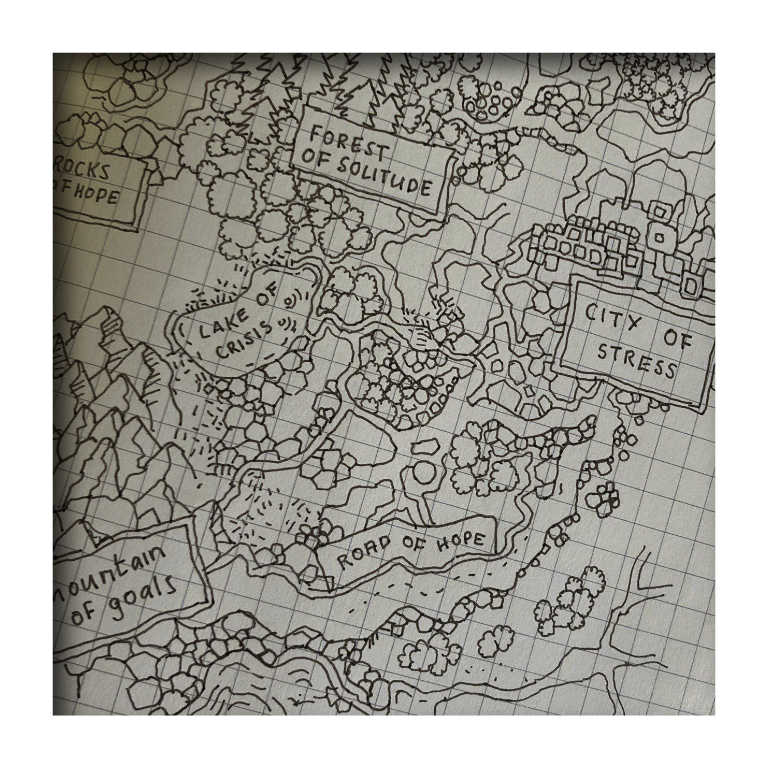 FOREST
OF SOLITUDE
ROCKS
OF HOPE
LAKE OF
CRISIS
CITY OF
STRESS
ROAD OF HOPE
mountain
of goals